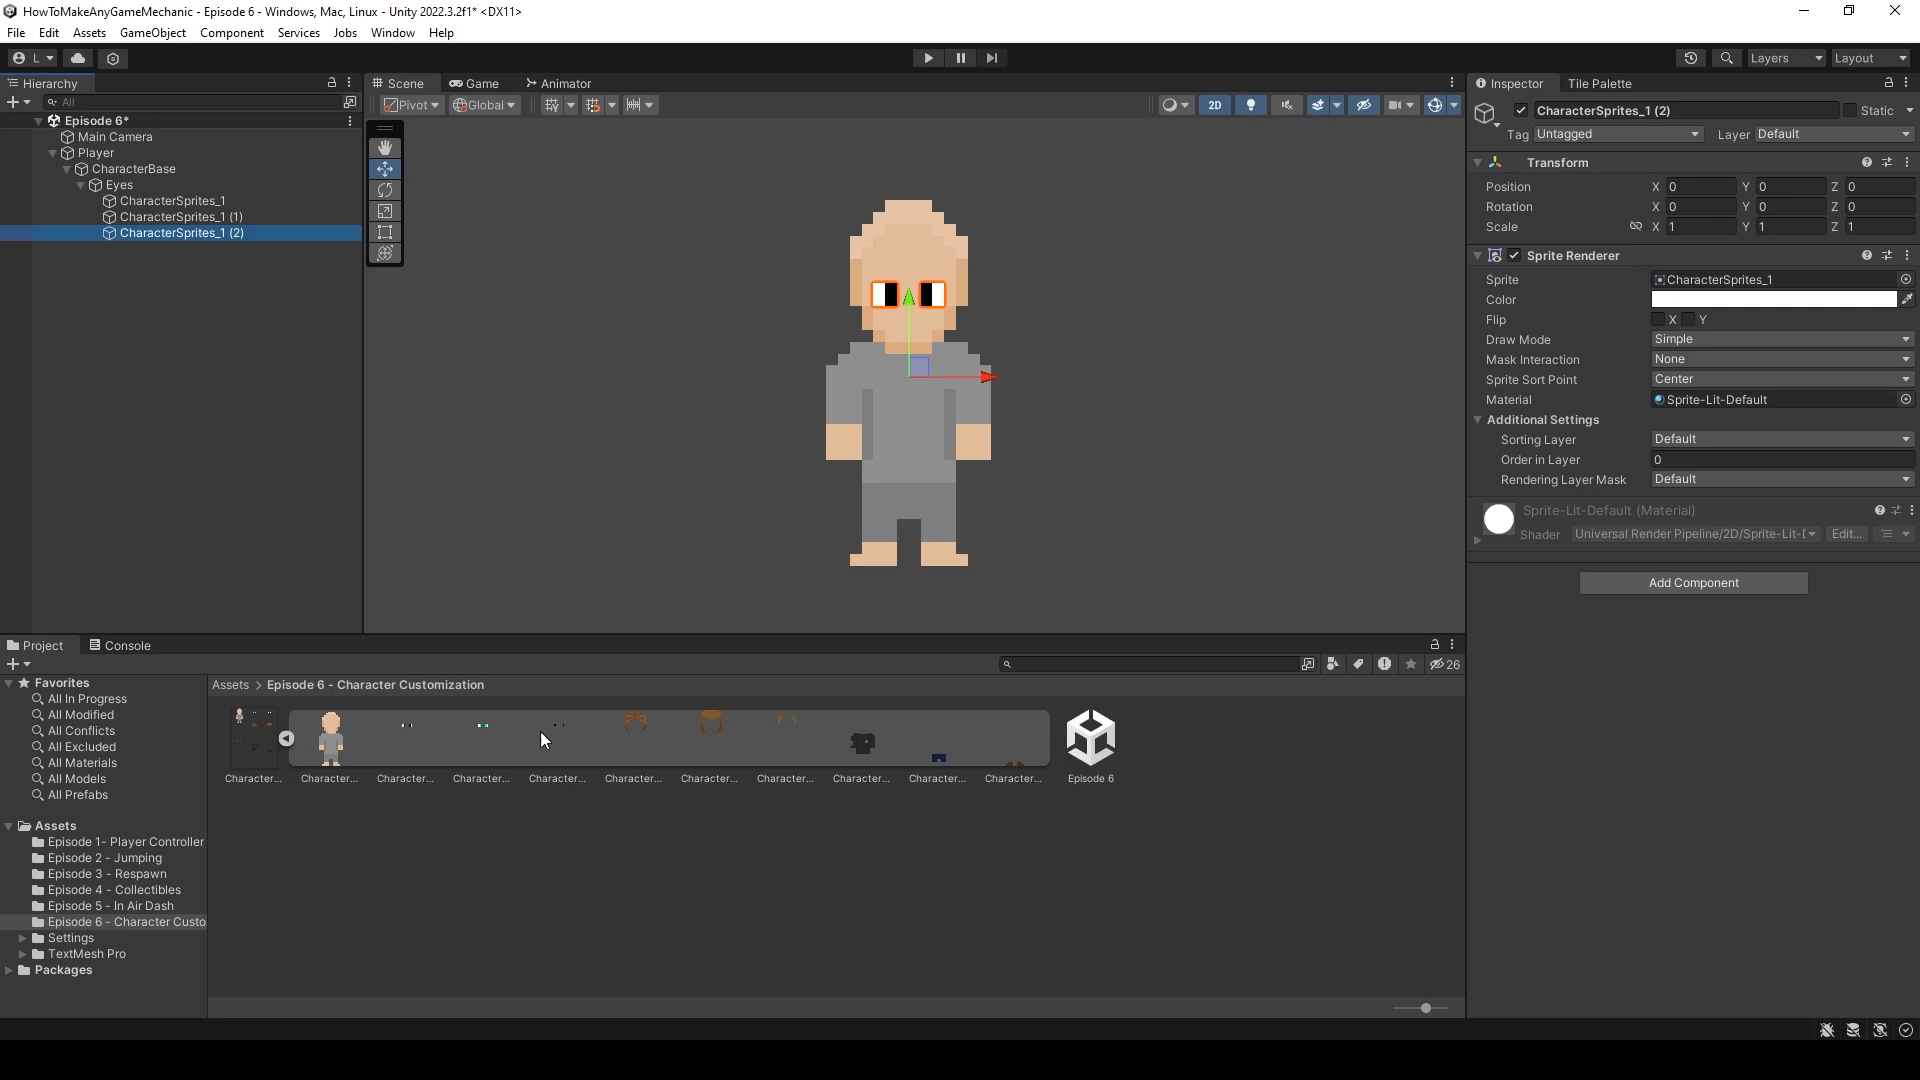 HowToMakeAnyGameMechanic - Episode 6 - Windows, Mac, Linux - Unity 2022.3.2f1* <DX11>
File Edit Assets GameObject Component Services Jobs Window Help
L Layers Layout
Hierarchy
All
Episode 6*
Main Camera
Player
CharacterBase
Eyes
CharacterSprites_1
CharacterSprites_1 (1)
CharacterSprites_1 (2)
Scene Game Animator
Pivot Global 2D
Inspector Tile Palette
CharacterSprites_1 (2) Static
Tag Untagged Layer Default
Transform
Position X 0 Y 0 Z 0
Rotation X 0 Y 0 Z 0
Scale X 1 Y 1 Z 1
Sprite Renderer
Sprite CharacterSprites_1
Color
Flip X Y
Draw Mode Simple
Mask Interaction None
Sprite Sort Point Center
Material Sprite-Lit-Default
Additional Settings
Sorting Layer Default
Order in Layer 0
Rendering Layer Mask Default
Sprite-Lit-Default (Material)
Shader Universal Render Pipeline/2D/Sprite-Lit-D Edit...
Add Component
Project Console
26
Favorites
All In Progress
All Modified
All Conflicts
All Excluded
All Materials
All Models
All Prefabs
Assets
Episode 1- Player Controller
Episode 2 - Jumping
Episode 3 - Respawn
Episode 4 - Collectibles
Episode 5 - In Air Dash
Episode 6 - Character Custo
Settings
TextMesh Pro
Packages
Assets > Episode 6 - Character Customization
Character... Character... Character... Character... Character... Character... Character... Character... Character... Character... Character... Episode 6